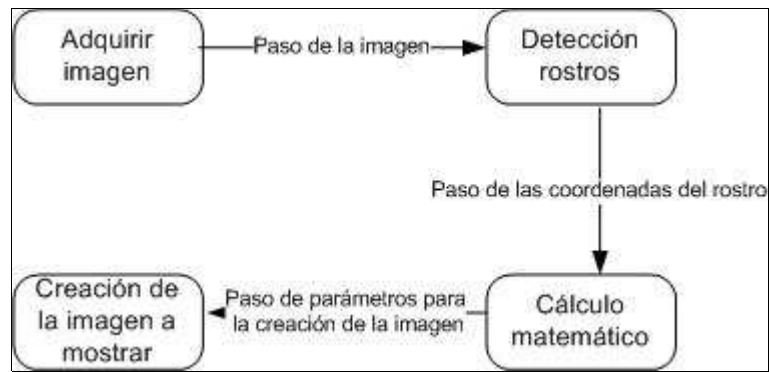 Adquirir
imagen
Paso de la imagen
Detección
rostros
Paso de las coordenadas del rostro
Cálculo
matemático
Paso de parámetros para
la creación de la imagen
Creación de
la imagen a
mostrar